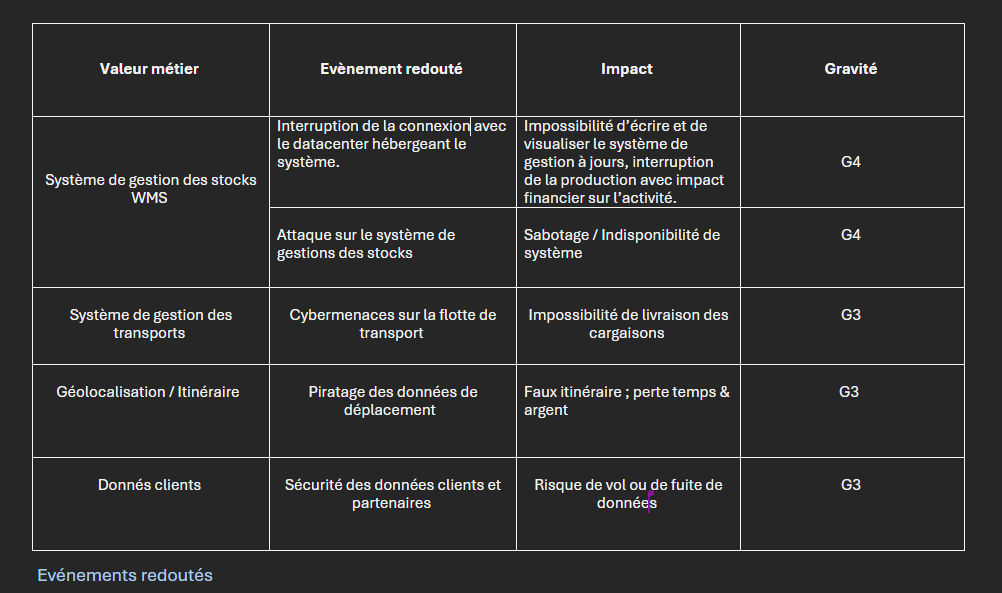 Valeur métier
Evènement redouté
Impact
Gravité
Système de gestion des stocks
WMS
Interruption de la connexion avec
le datacenter hébergeant le
système.
Impossibilité d’écrire et de
visualiser le système de
gestion à jours, interruption
de la production avec impact
financier sur l’activité.
G4
Attaque sur le système de
gestions des stocks
Sabotage / Indisponibilité de
système
G4
Système de gestion des
transports
Cybermenaces sur la flotte de
transport
Impossibilité de livraison des
cargaisons
G3
Géolocalisation / Itinéraire
Piratage des données de
déplacement
Faux itinéraire ; perte temps &
argent
G3
Donnés clients
Sécurité des données clients et
partenaires
Risque de vol ou de fuite de
données
G3
Evénements redoutés